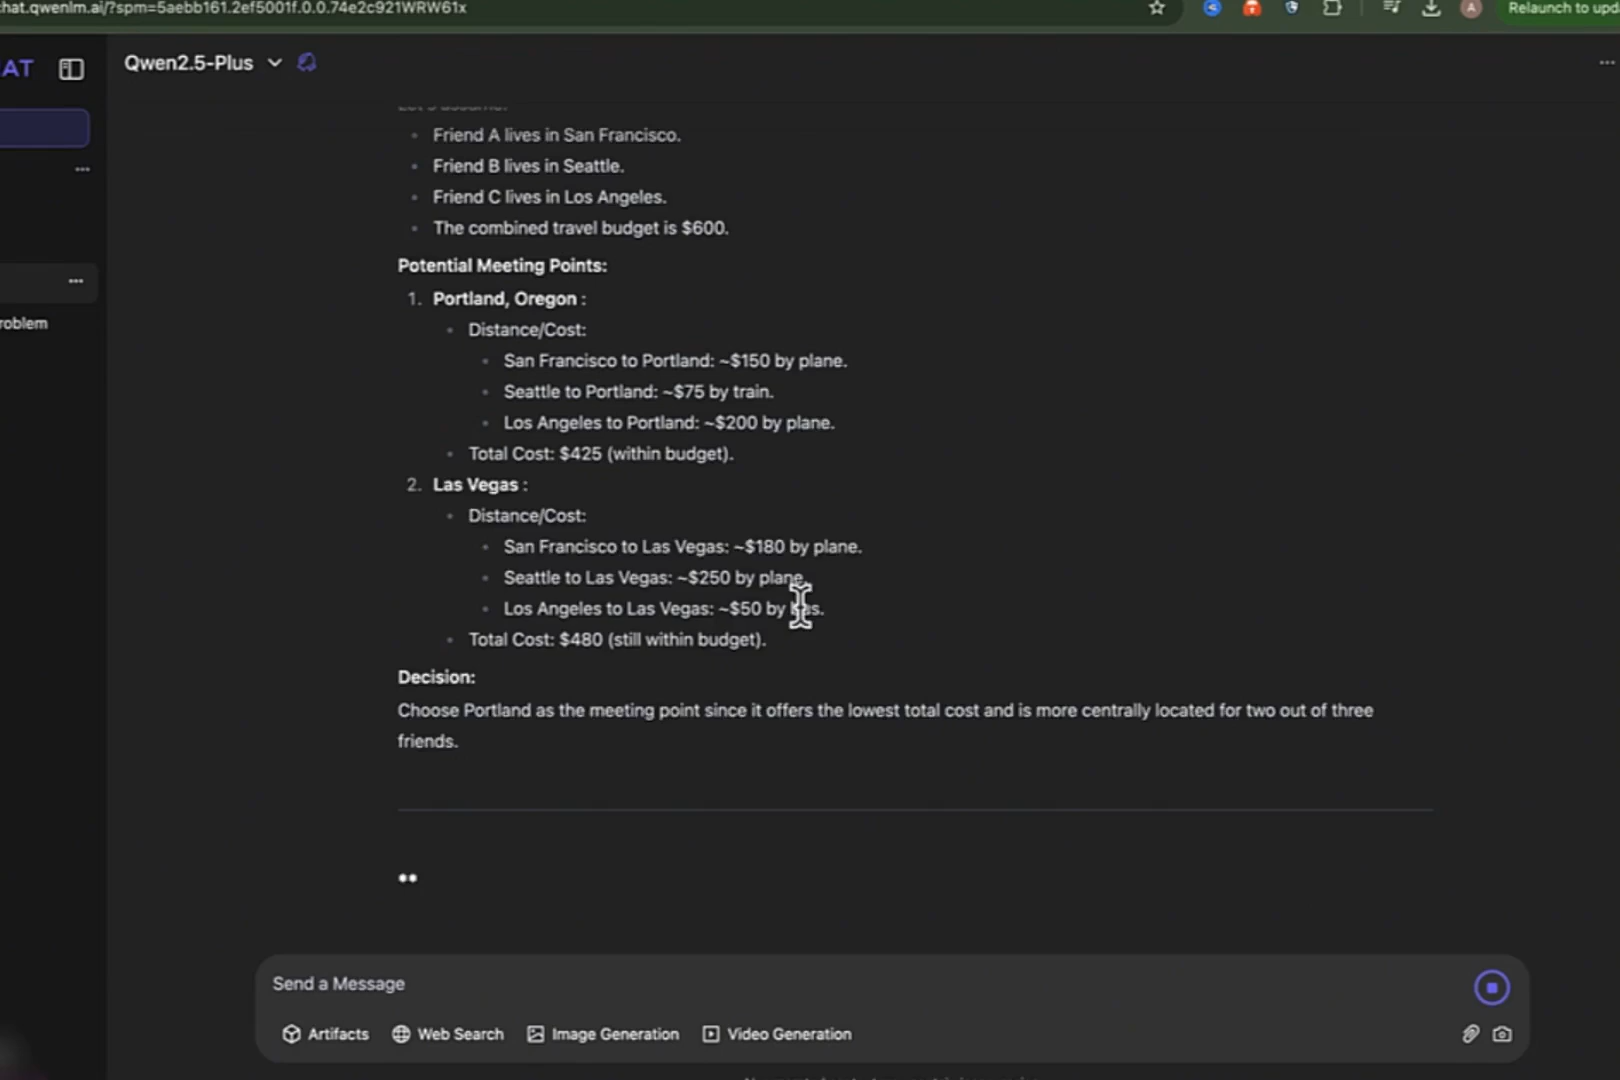 chat.qwenlm.ai/?spm=5aebb161.2ef5001f.0.0.74e2c921WRW61x
A
Relaunch to upd
AT
Qwen2.5-Plus
roblem
Friend A lives in San Francisco.
Friend B lives in Seattle.
Friend C lives in Los Angeles.
The combined travel budget is $600.
Potential Meeting Points:
1. Portland, Oregon :
Distance/Cost:
San Francisco to Portland: ~$150 by plane.
Seattle to Portland: ~$75 by train.
Los Angeles to Portland: ~$200 by plane.
Total Cost: $425 (within budget).
2. Las Vegas :
Distance/Cost:
San Francisco to Las Vegas: ~$180 by plane.
Seattle to Las Vegas: ~$250 by plane.
Los Angeles to Las Vegas: ~$50 by
Total Cost: $480 (still within budget).
Decision:
Choose Portland as the meeting point since it offers the lowest total cost and is more centrally located for two out of three
friends.
Send a Message
Artifacts Web Search Image Generation Video Generation